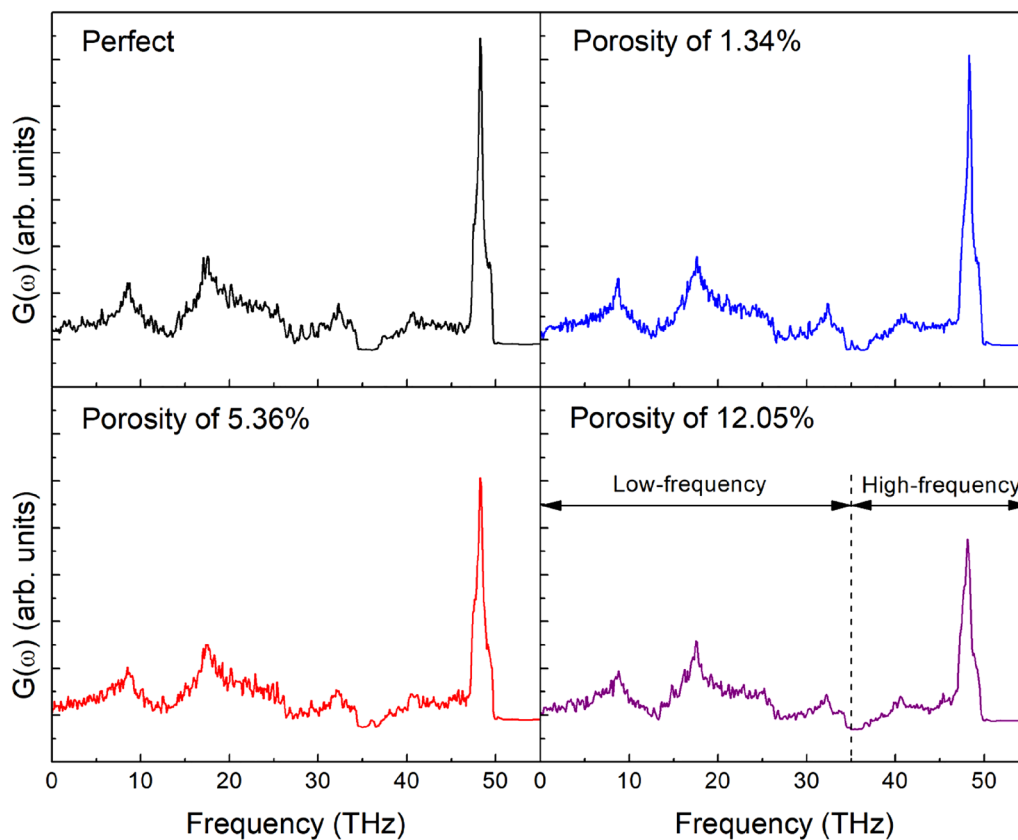 Perfect
Porosity of 1.34%
G(ω) (arb. units)
Porosity of 5.36%
Porosity of 12.05%
Low-frequency
High-frequency
G(ω) (arb. units)
0 10 20 30 40 50
10 20 30 40 50
Frequency (THz)
Frequency (THz)